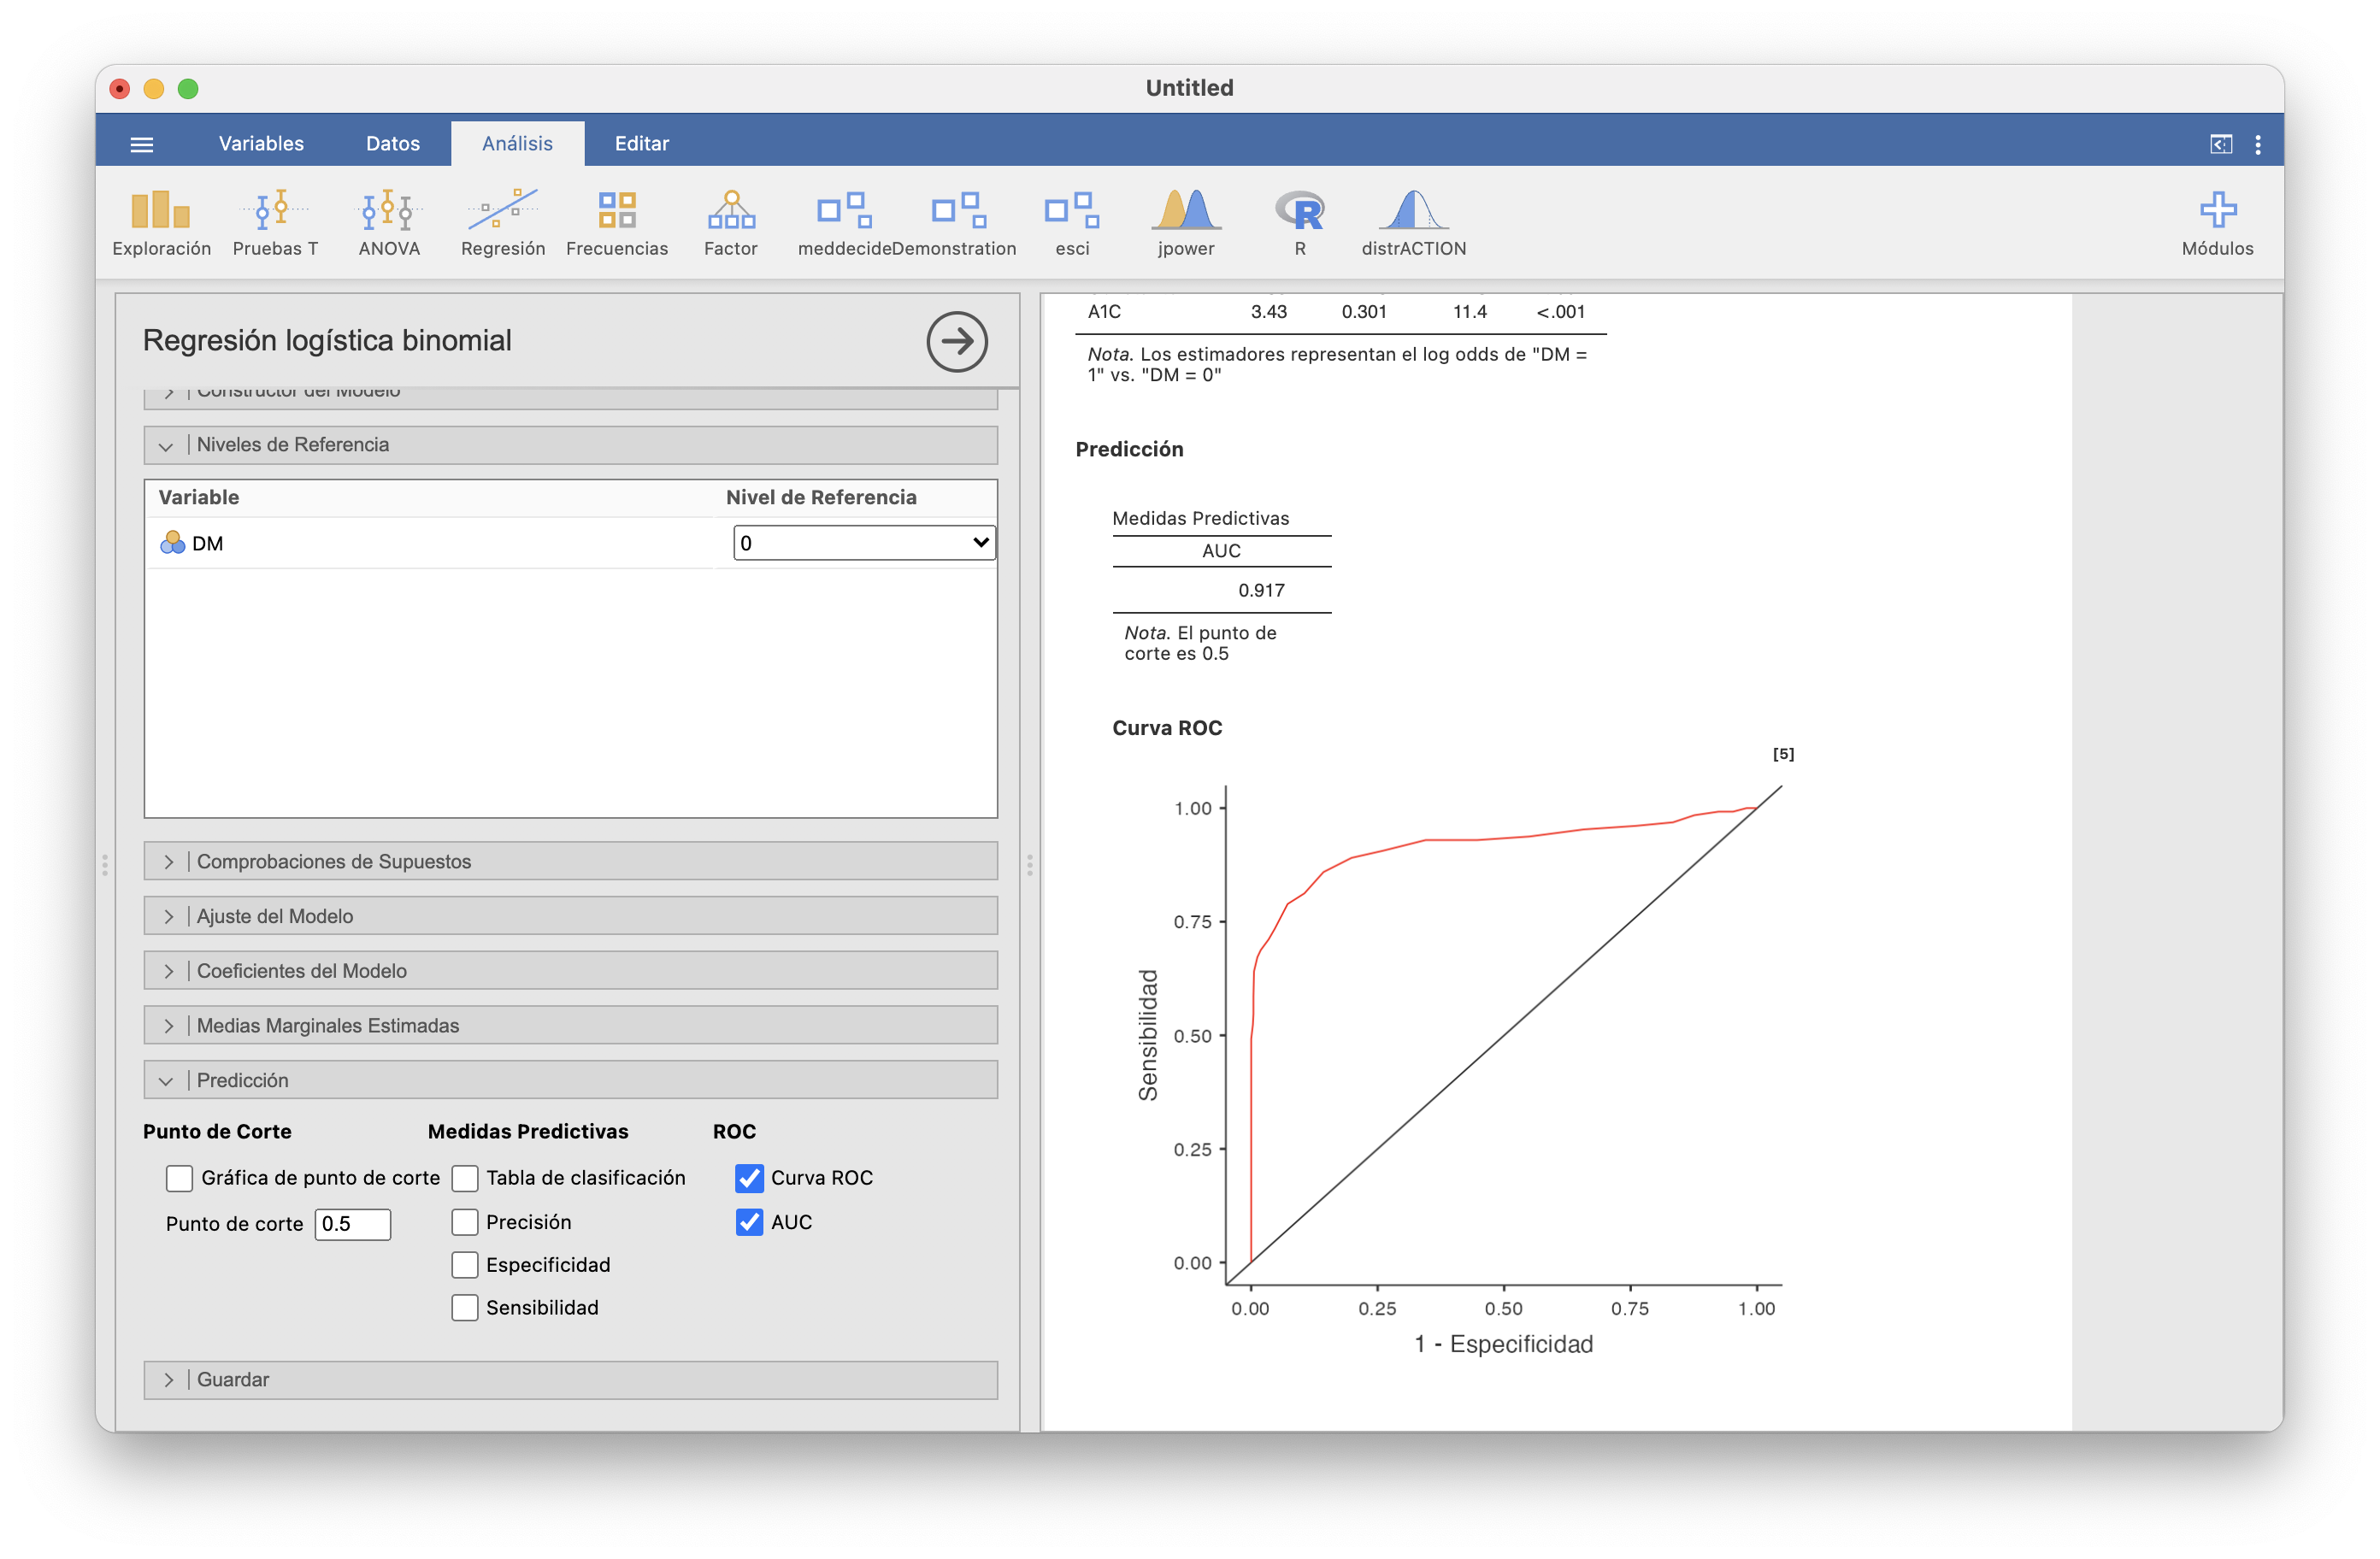 Untitled
Variables Datos Análisis Editar
Exploración Pruebas T ANOVA Regresión Frecuencias Factor meddecide Demonstration esci jpower R distrACTION Módulos
Regresión logística binomial
Constructor del Modelo
Niveles de Referencia
Variable Nivel de Referencia
DM 0
Comprobaciones de Supuestos
Ajuste del Modelo
Coeficientes del Modelo
Medias Marginales Estimadas
Predicción
Punto de Corte Medidas Predictivas ROC
Gráfica de punto de corte Tabla de clasificación Curva ROC
Punto de corte 0.5 Precisión AUC
Especificidad
Sensibilidad
Guardar
A1C 3.43 0.301 11.4 <.001
Nota. Los estimadores representan el log odds de "DM =
1" vs. "DM = 0"
Predicción
Medidas Predictivas
AUC
0.917
Nota. El punto de
corte es 0.5
Curva ROC
[5]
1.00
0.75
0.50
0.25
0.00
Sensibilidad
0.00 0.25 0.50 0.75 1.00
1 - Especificidad